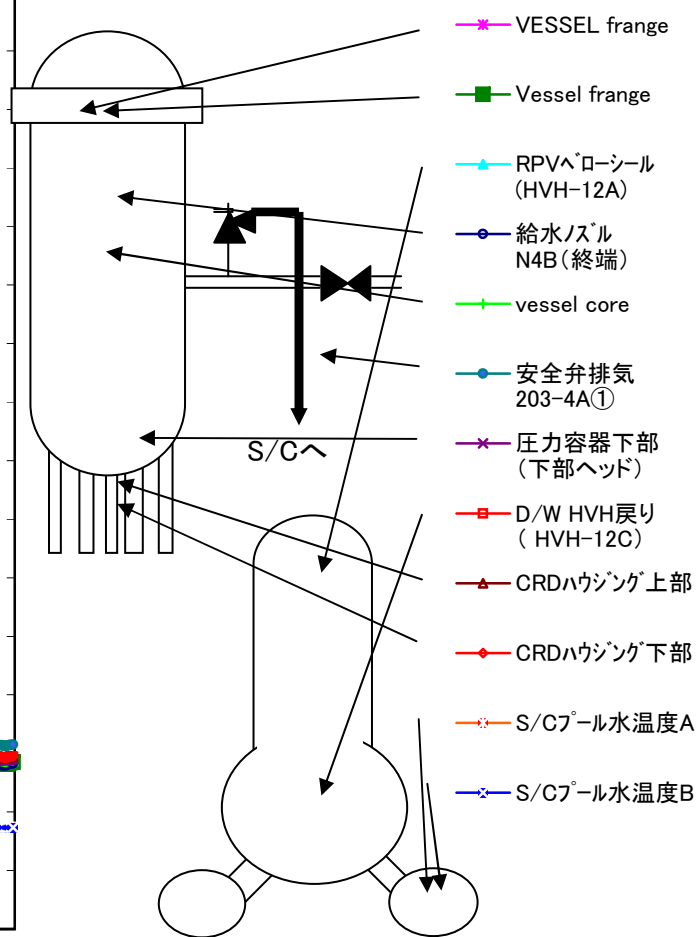 VESSEL frange
Vessel frange
RPVベローシール
(HVH-12A)
給水ノズル
N4B(終端)
vessel core
安全弁排気
203-4A①
圧力容器下部
(下部ヘッド)
D/W HVH戻り
( HVH-12C)
CRDハウジング上部
CRDハウジング下部
S/Cプール水温度A
S/Cプール水温度B
S/Cへ